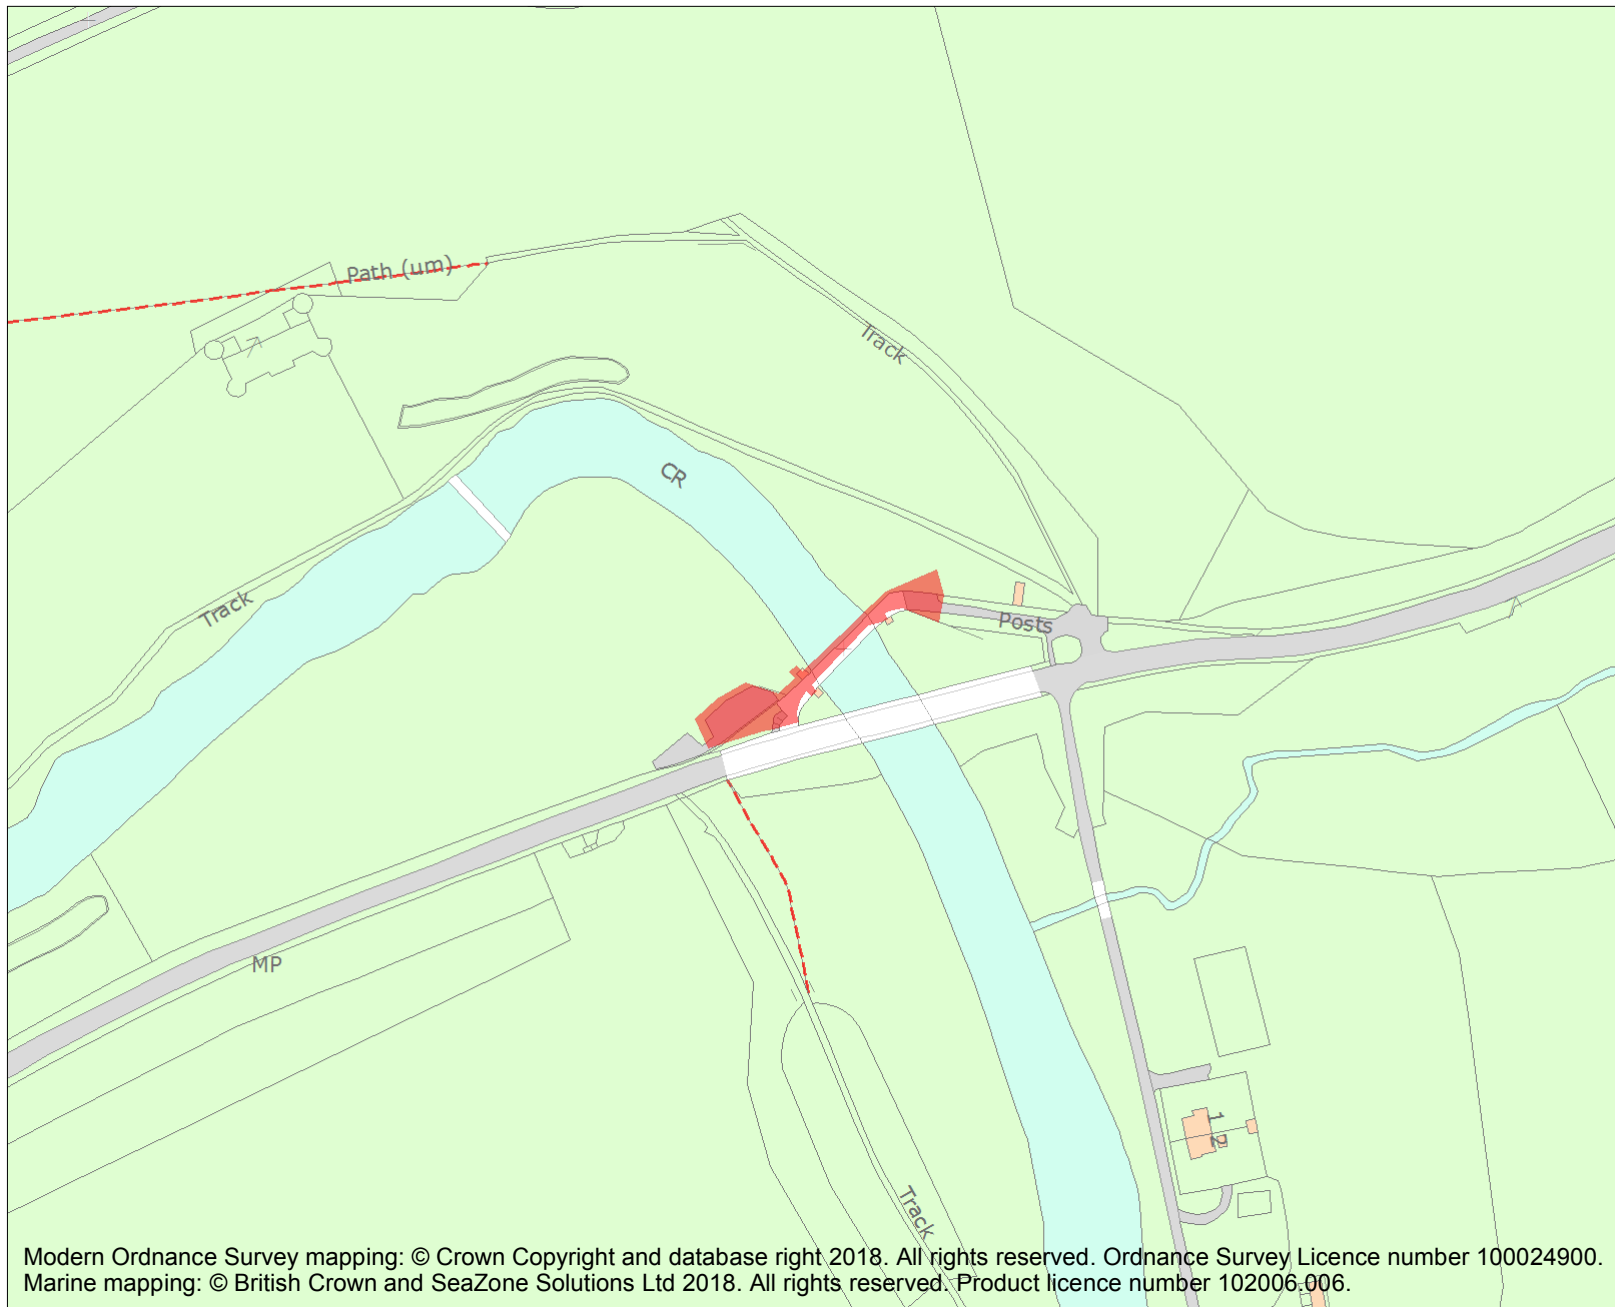 Path (um)
Track
CR
Track
Posts
MP
1
2
Track
Modern Ordnance Survey mapping: © Crown Copyright and database right 2018. All rights reserved. Ordnance Survey Licence number 100024900.
Marine mapping: © British Crown and SeaZone Solutions Ltd 2018. All rights reserved. Product licence number 102006.006.